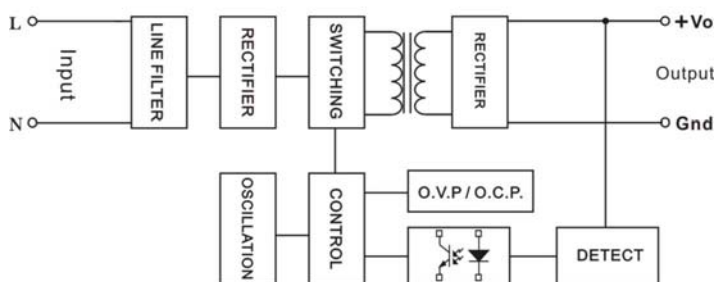 L
Input
N
LINE FILTER
RECTIFIER
SWITCHING
RECTIFIER
+Vo
Output
Gnd
OSCILLATION
CONTROL
O.V.P / O.C.P.
DETECT